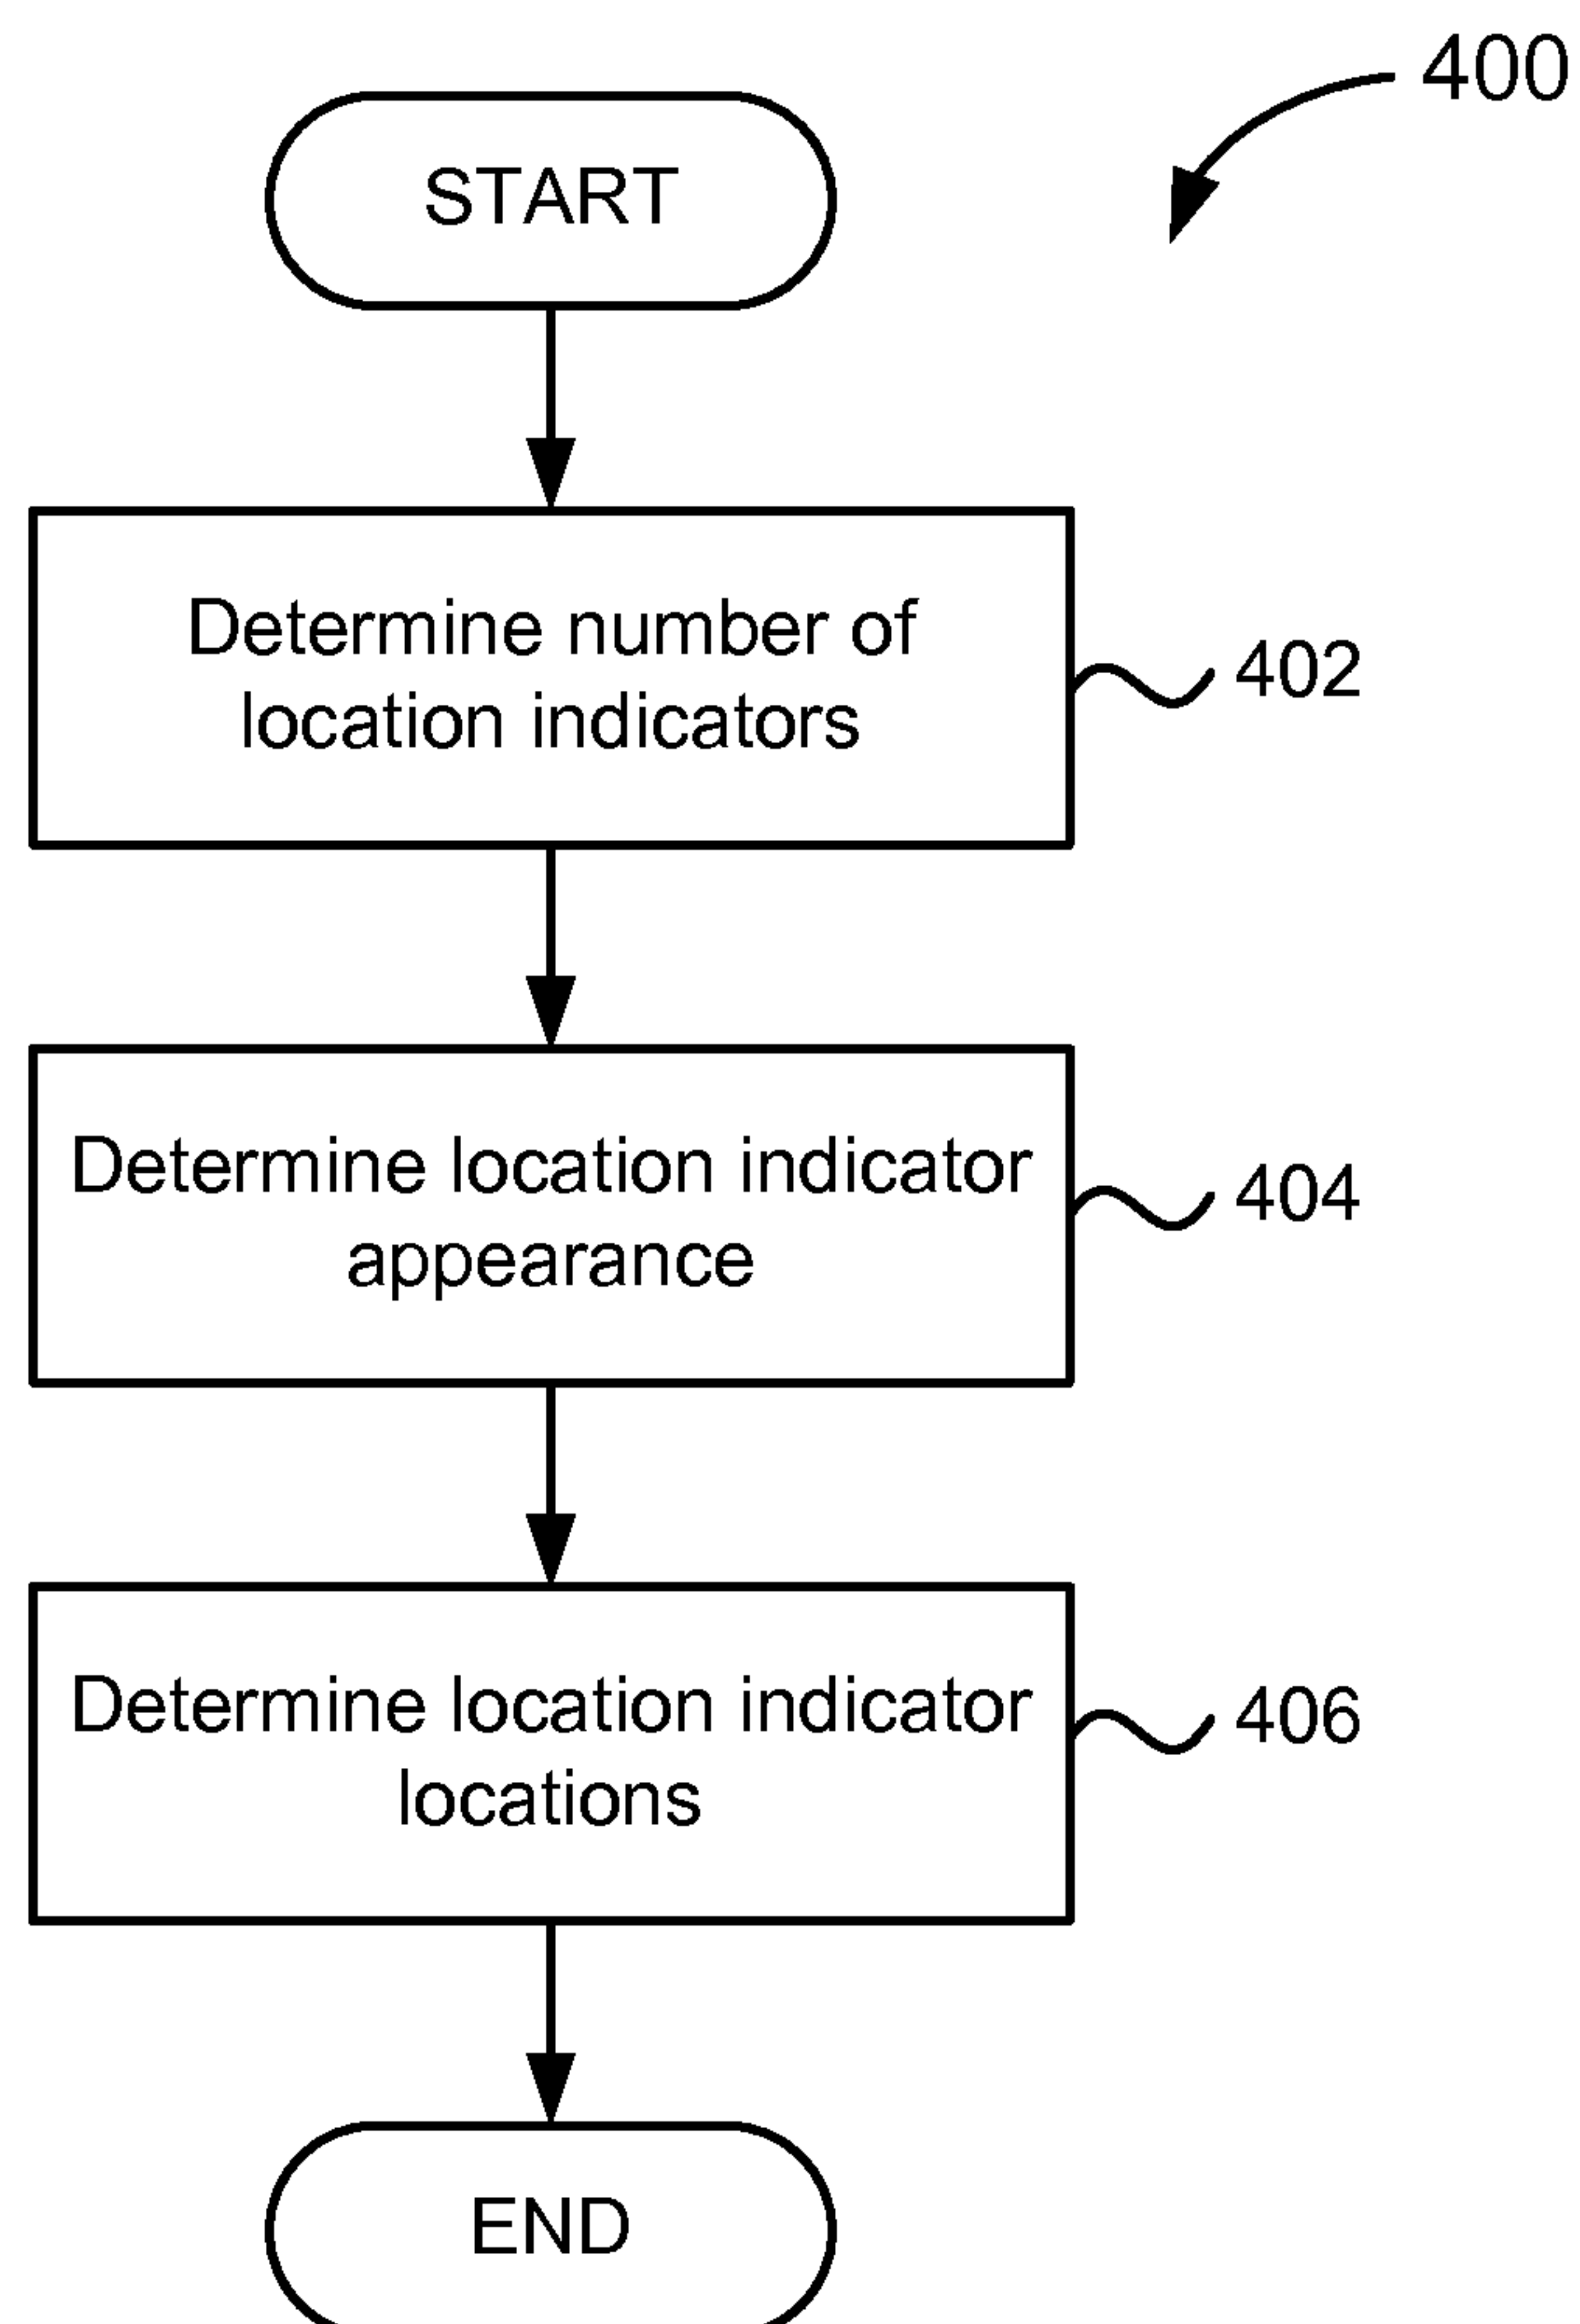 400
START
Determine number of
location indicators
402
Determine location indicator
appearance
404
Determine location indicator
locations
406
END